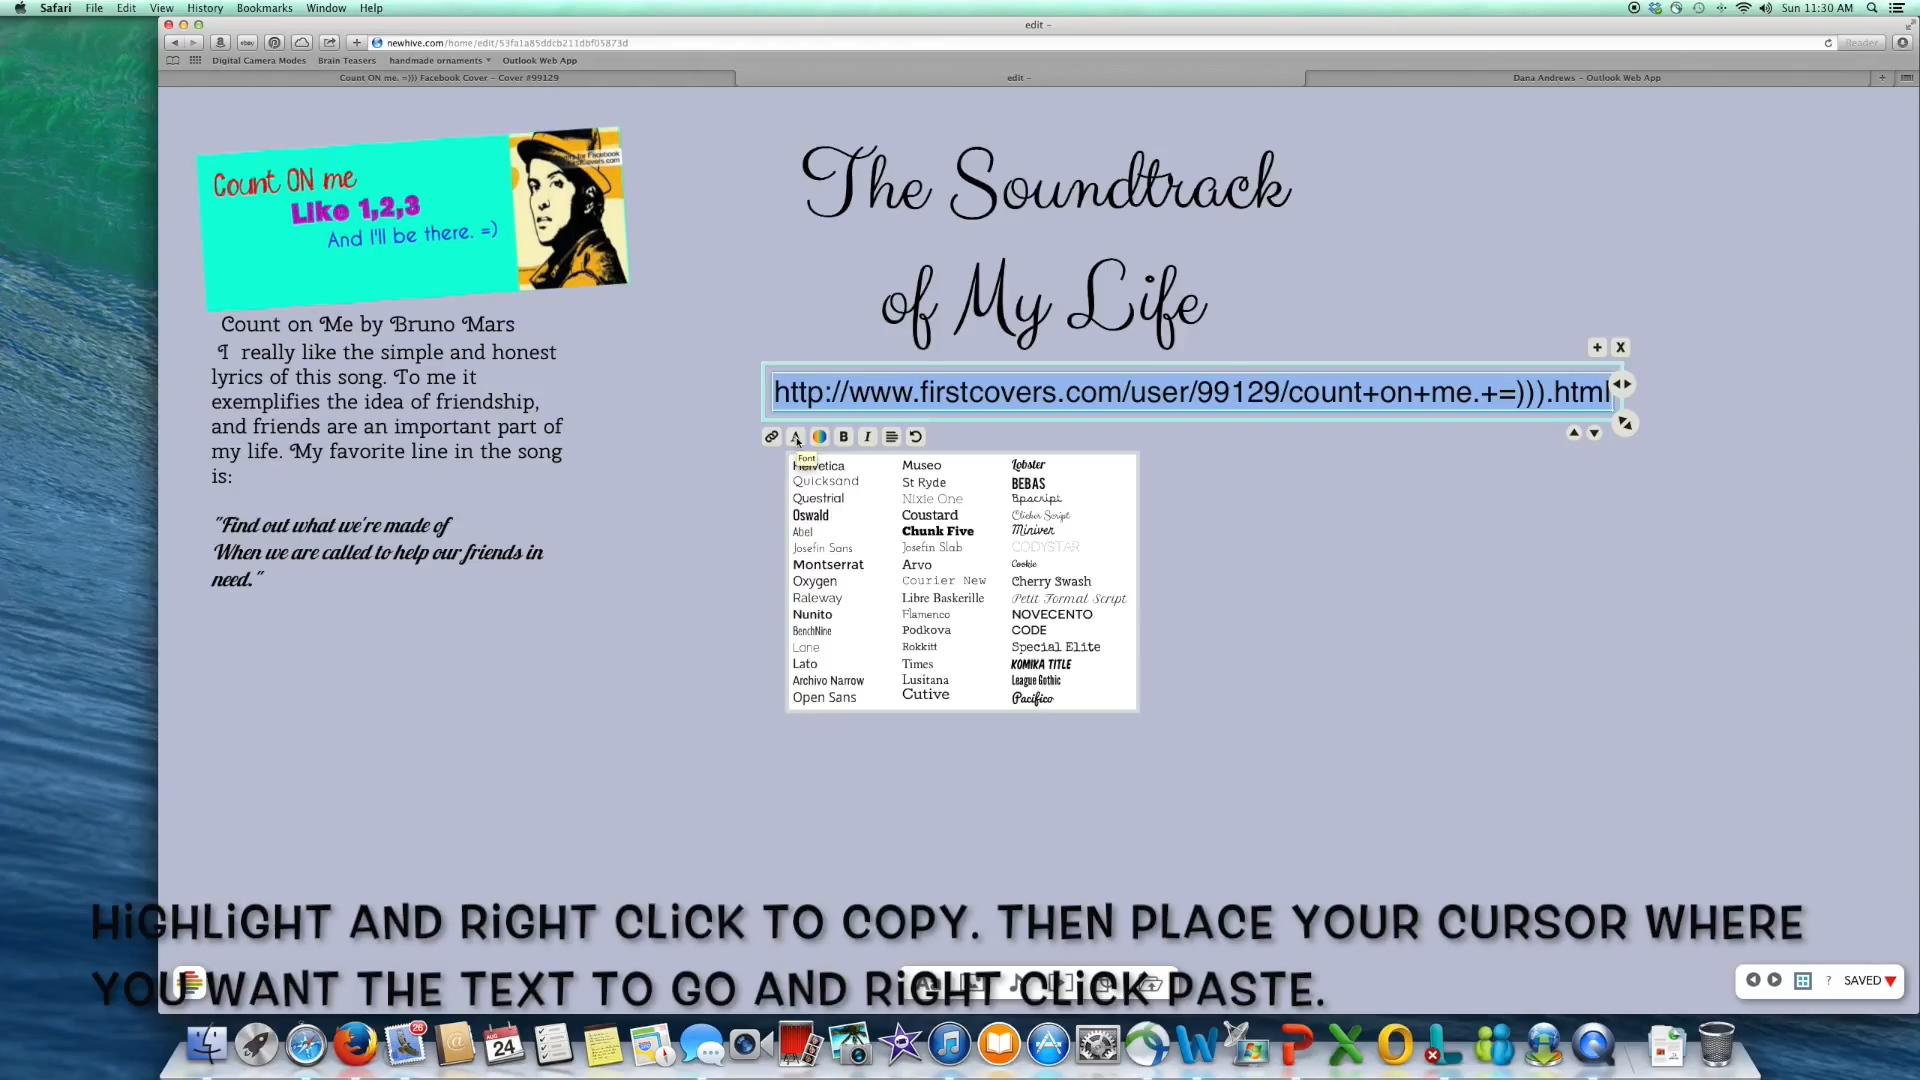 Safari File Edit View History Bookmarks Window Help
Sun 11:30 AM
edit –
newhive.com/home/edit/53fa1a85ddcb211dbf05873d
Reader
Digital Camera Modes Brain Teasers handmade ornaments Outlook Web App
Count ON me. =))) Facebook Cover – Cover #99129
edit –
Dana Andrews – Outlook Web App
Count ON me
Like 1,2,3
And I'll be there. =)
for Facebook
firstCovers.com
The Soundtrack
of My Life
Count on Me by Bruno Mars
I really like the simple and honest
lyrics of this song. To me it
exemplifies the idea of friendship,
and friends are an important part of
my life. My favorite line in the song
is:
"Find out what we're made of
When we are called to help our friends in
need."
+ X
http://www.firstcovers.com/user/99129/count+on+me.+=))).html
A B I
Font
Helvetica Museo Lobster
Quicksand St Ryde BEBAS
Questrial Nixie One Bpscript
Oswald Coustard Clicker Script
Abel Chunk Five Miniver
Josefin Sans Josefin Slab CODYSTAR
Montserrat Arvo Cookie
Oxygen Courier New Cherry Swash
Raleway Libre Baskerille Petit Formal Script
Nunito Flamenco NOVECENTO
BenchNine Podkova CODE
Lane Rokkitt Special Elite
Lato Times KOMIKA TITLE
Archivo Narrow Lusitana League Gothic
Open Sans Cutive Pacifico
HiGHLiGHT AND RiGHT CLiCK TO COPY. THEN PLACE YOUR CURSOR WHERE
YOU WANT THE TEXT TO GO AND RiGHT CLiCK PASTE.
? SAVED
26
AUG
24